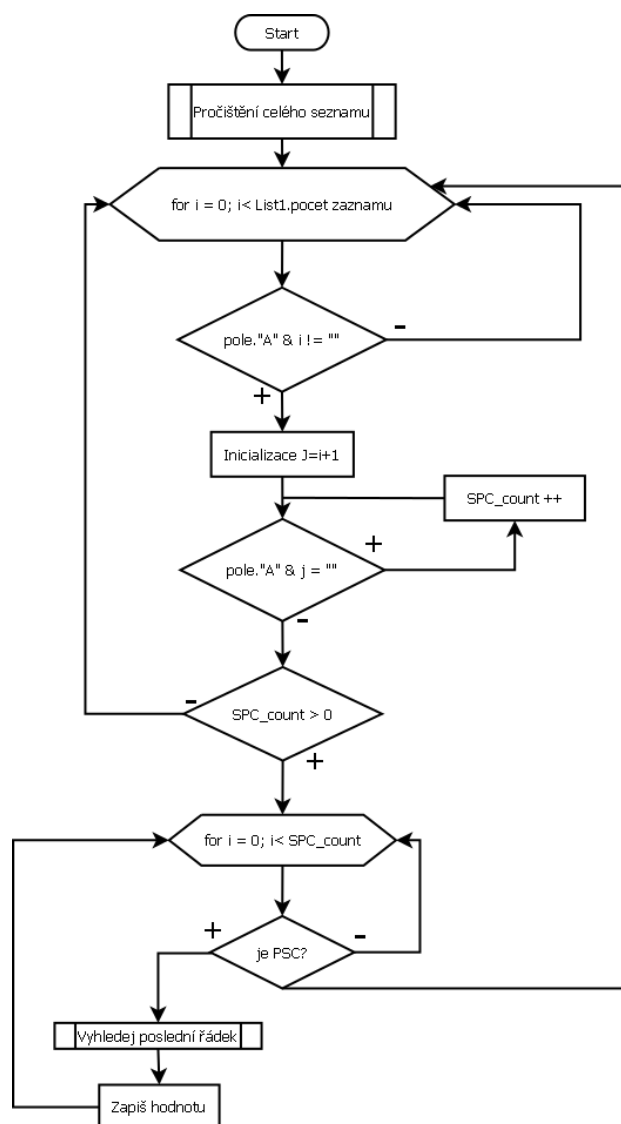 Start
Pročištění celého seznamu
for i = 0; i< List1.pocet zaznamu
pole."A" & i != ""
-
+
Inicializace J=i+1
SPC_count ++
pole."A" & j = ""
+
-
SPC_count > 0
-
+
for i = 0; i< SPC_count
je PSC?
+
-
Vyhledej poslední řádek
Zapiš hodnotu